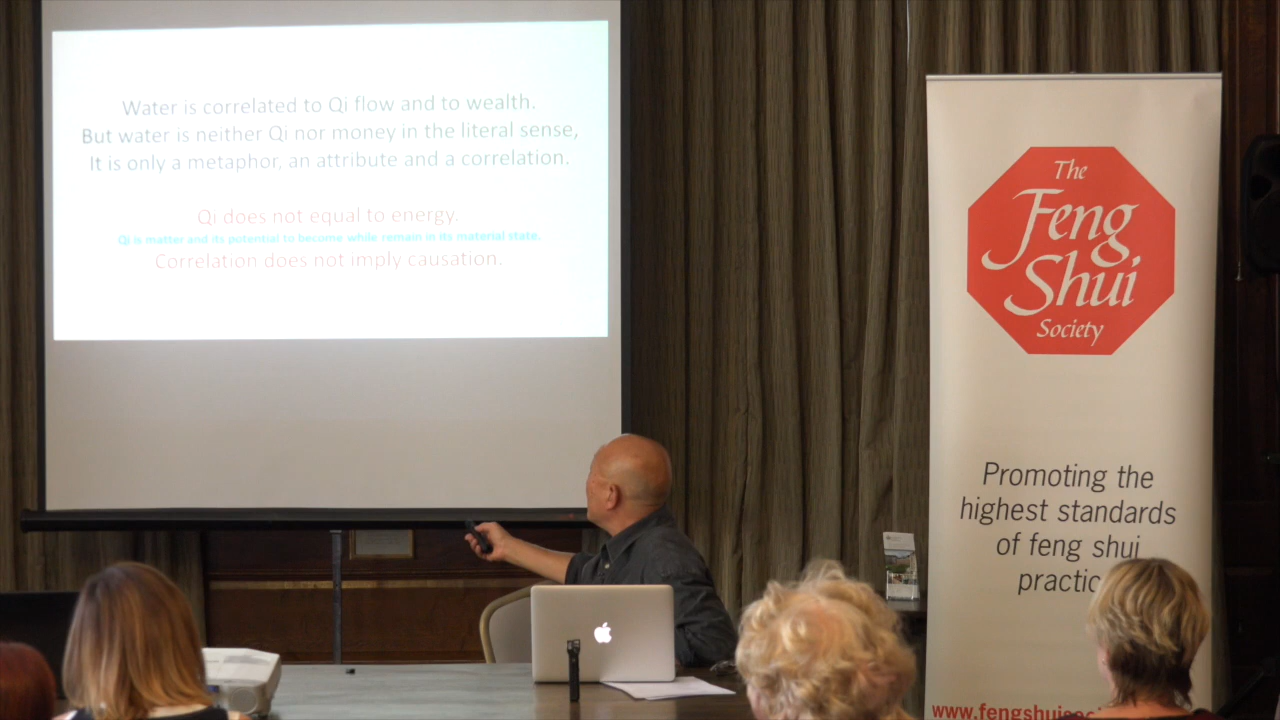 Water is correlated to Qi flow and to wealth.
But water is neither Qi nor money in the literal sense,
It is only a metaphor, an attribute and a correlation.
Qi does not equal to energy.
Qi is matter and its potential to become while remain in its material state.
Correlation does not imply causation.
The
Feng
Shui
Society
Promoting the
highest standards
of feng shui
practic
www.fengshuisoci